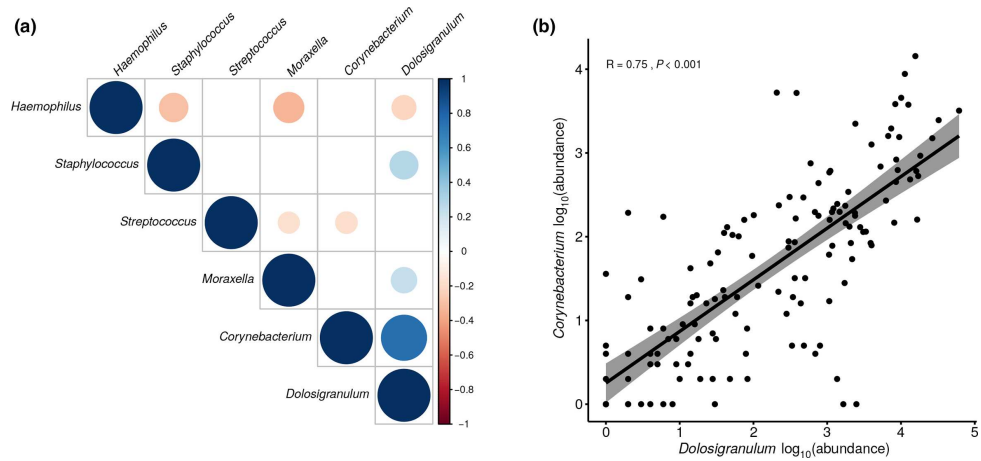 (a)
Haemophilus
Staphylococcus
Streptococcus
Moraxella
Corynebacterium
Dolosigranulum
Haemophilus
Staphylococcus
Streptococcus
Moraxella
Corynebacterium
Dolosigranulum
1
0.8
0.6
0.4
0.2
0
−0.2
−0.4
−0.6
−0.8
−1
(b)
R = 0.75 , P < 0.001
Corynebacterium log10(abundance)
4
3
2
1
0
0 1 2 3 4 5
Dolosigranulum log10(abundance)